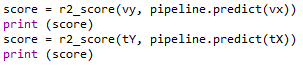 score = r2_score(vy, pipeline.predict(vx))
print (score)
score = r2_score(tY, pipeline.predict(tX))
print (score)